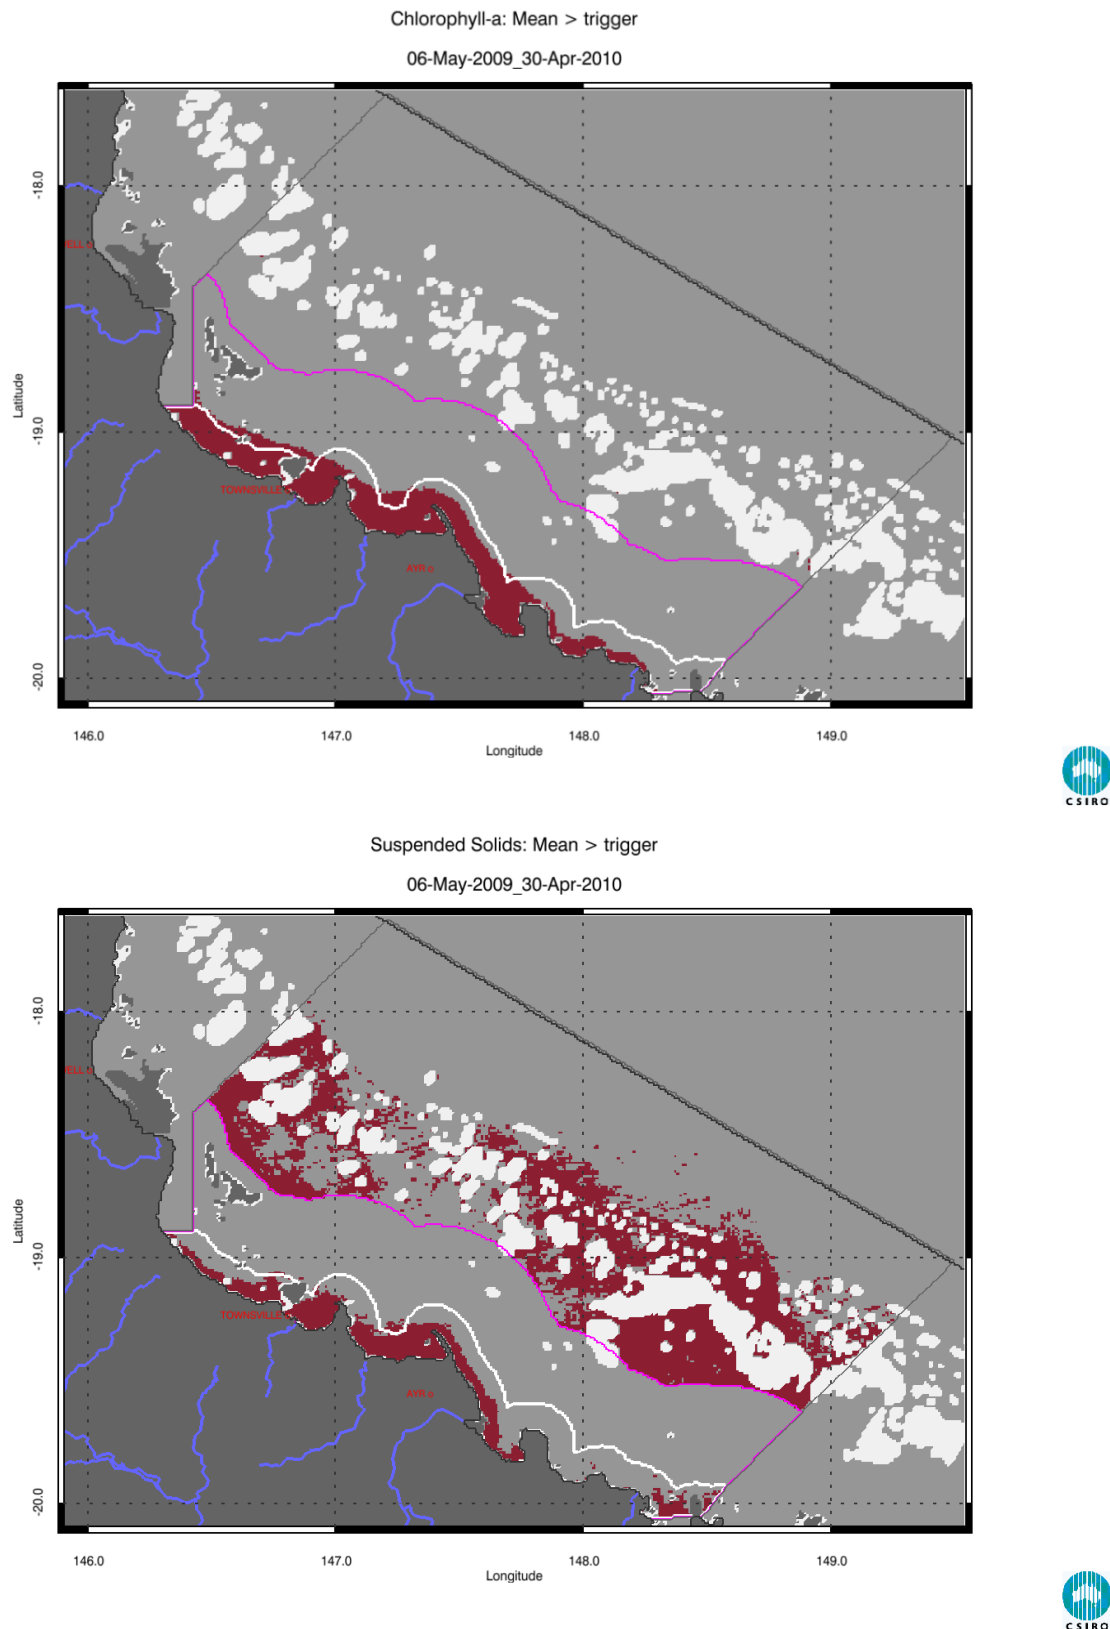 Chlorophyll-a: Mean > trigger
06-May-2009_30-Apr-2010
Latitude
-18.0
-19.0
-20.0
ELL
TOWNSVILLE
AYR
146.0 147.0 148.0 149.0
Longitude
CSIRO
Suspended Solids: Mean > trigger
06-May-2009_30-Apr-2010
Latitude
-18.0
-19.0
-20.0
ELL
TOWNSVILLE
AYR
146.0 147.0 148.0 149.0
Longitude
CSIRO